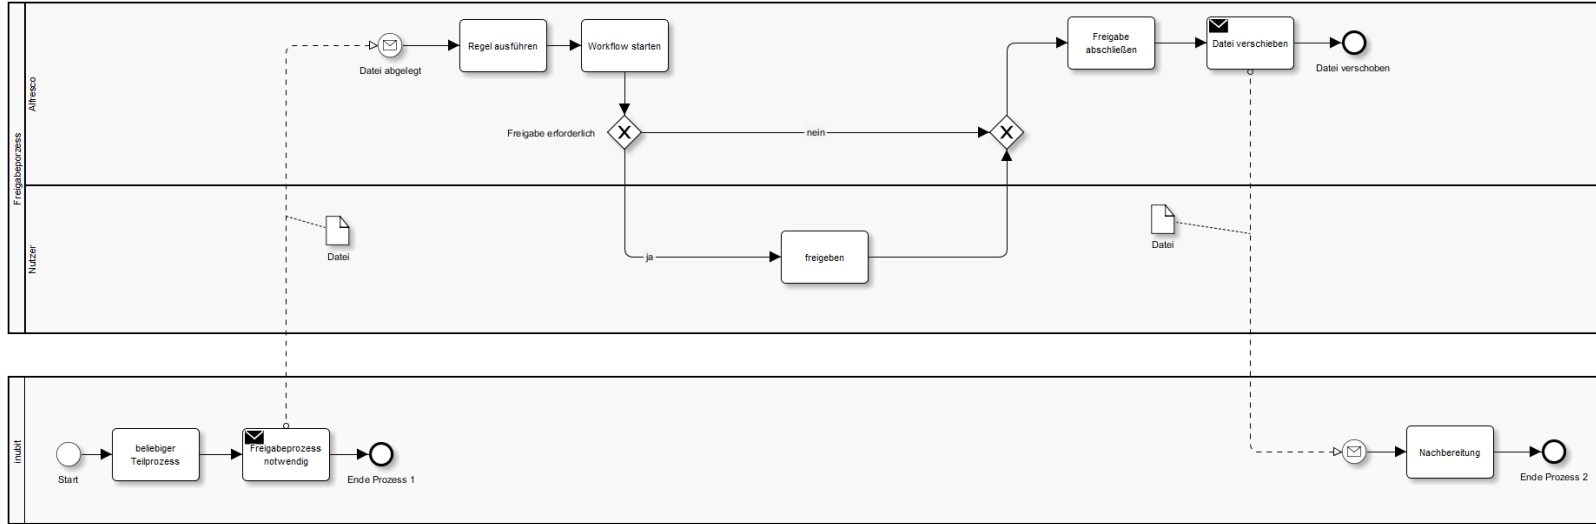 Freigabeporzess
Alfresco
Datei abgelegt
Regel ausführen
Workflow starten
Freigabe erforderlich
nein
Freigabe
abschließen
Datei verschieben
Datei verschoben
Nutzer
Datei
ja
freigeben
Datei
inubit
Start
beliebiger
Teilprozess
Freigabeprozess
notwendig
Ende Prozess 1
Nachbereitung
Ende Prozess 2